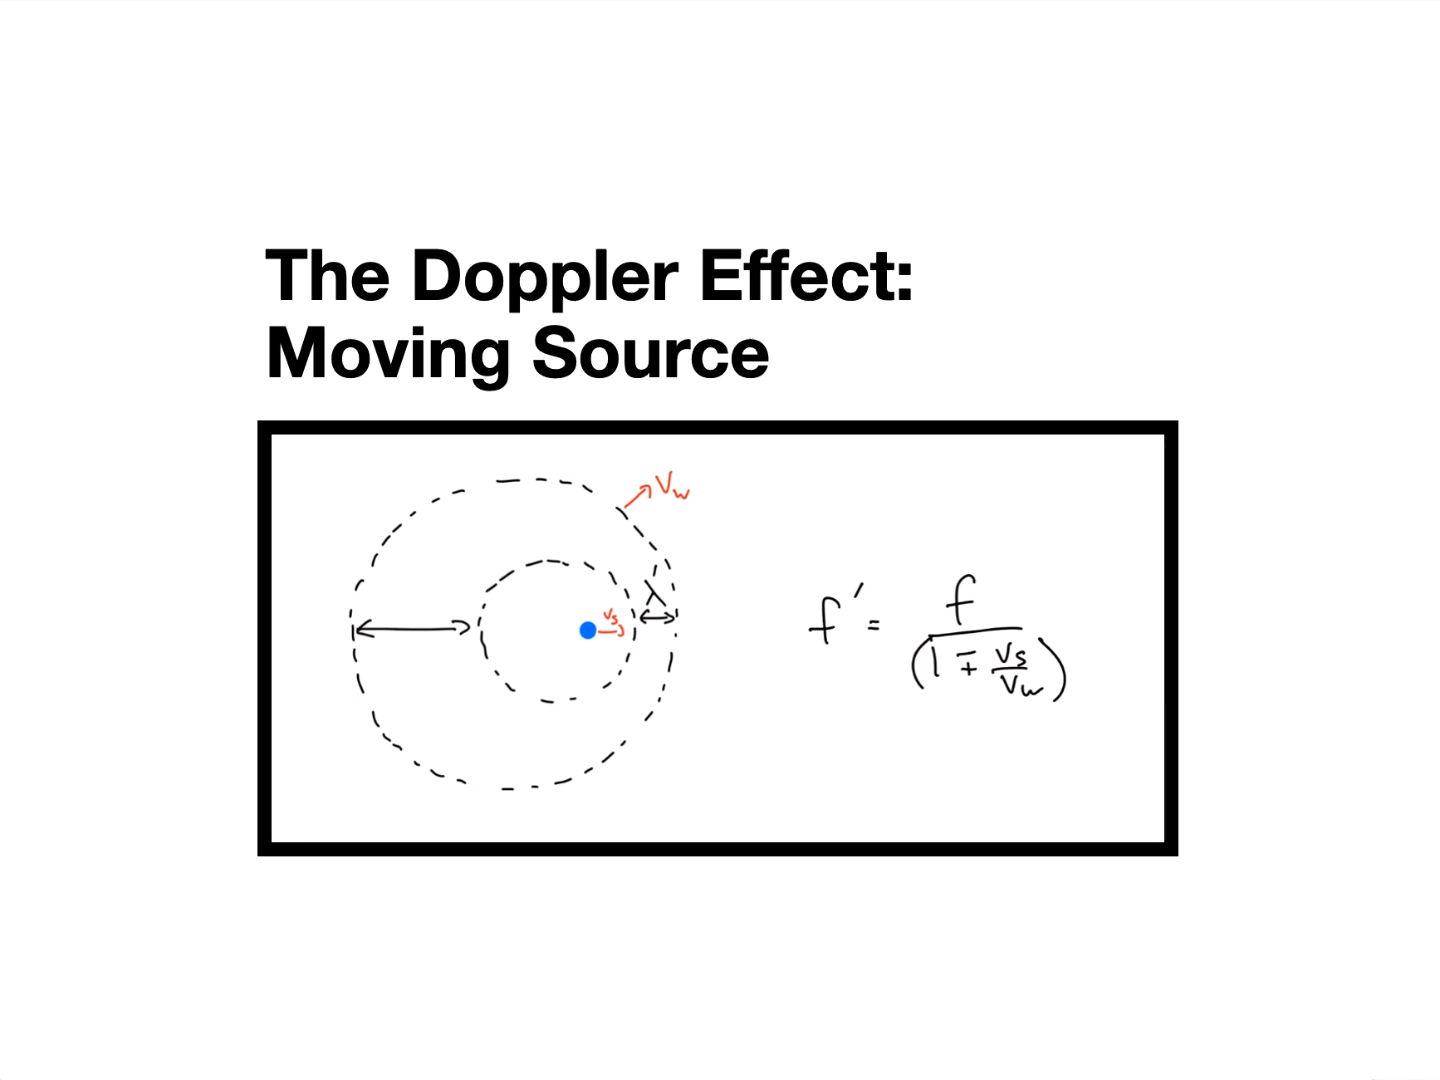 The Doppler Effect:
Moving Source
Vw
λ
Vs
f' = f / (1 ∓ Vs/Vw)